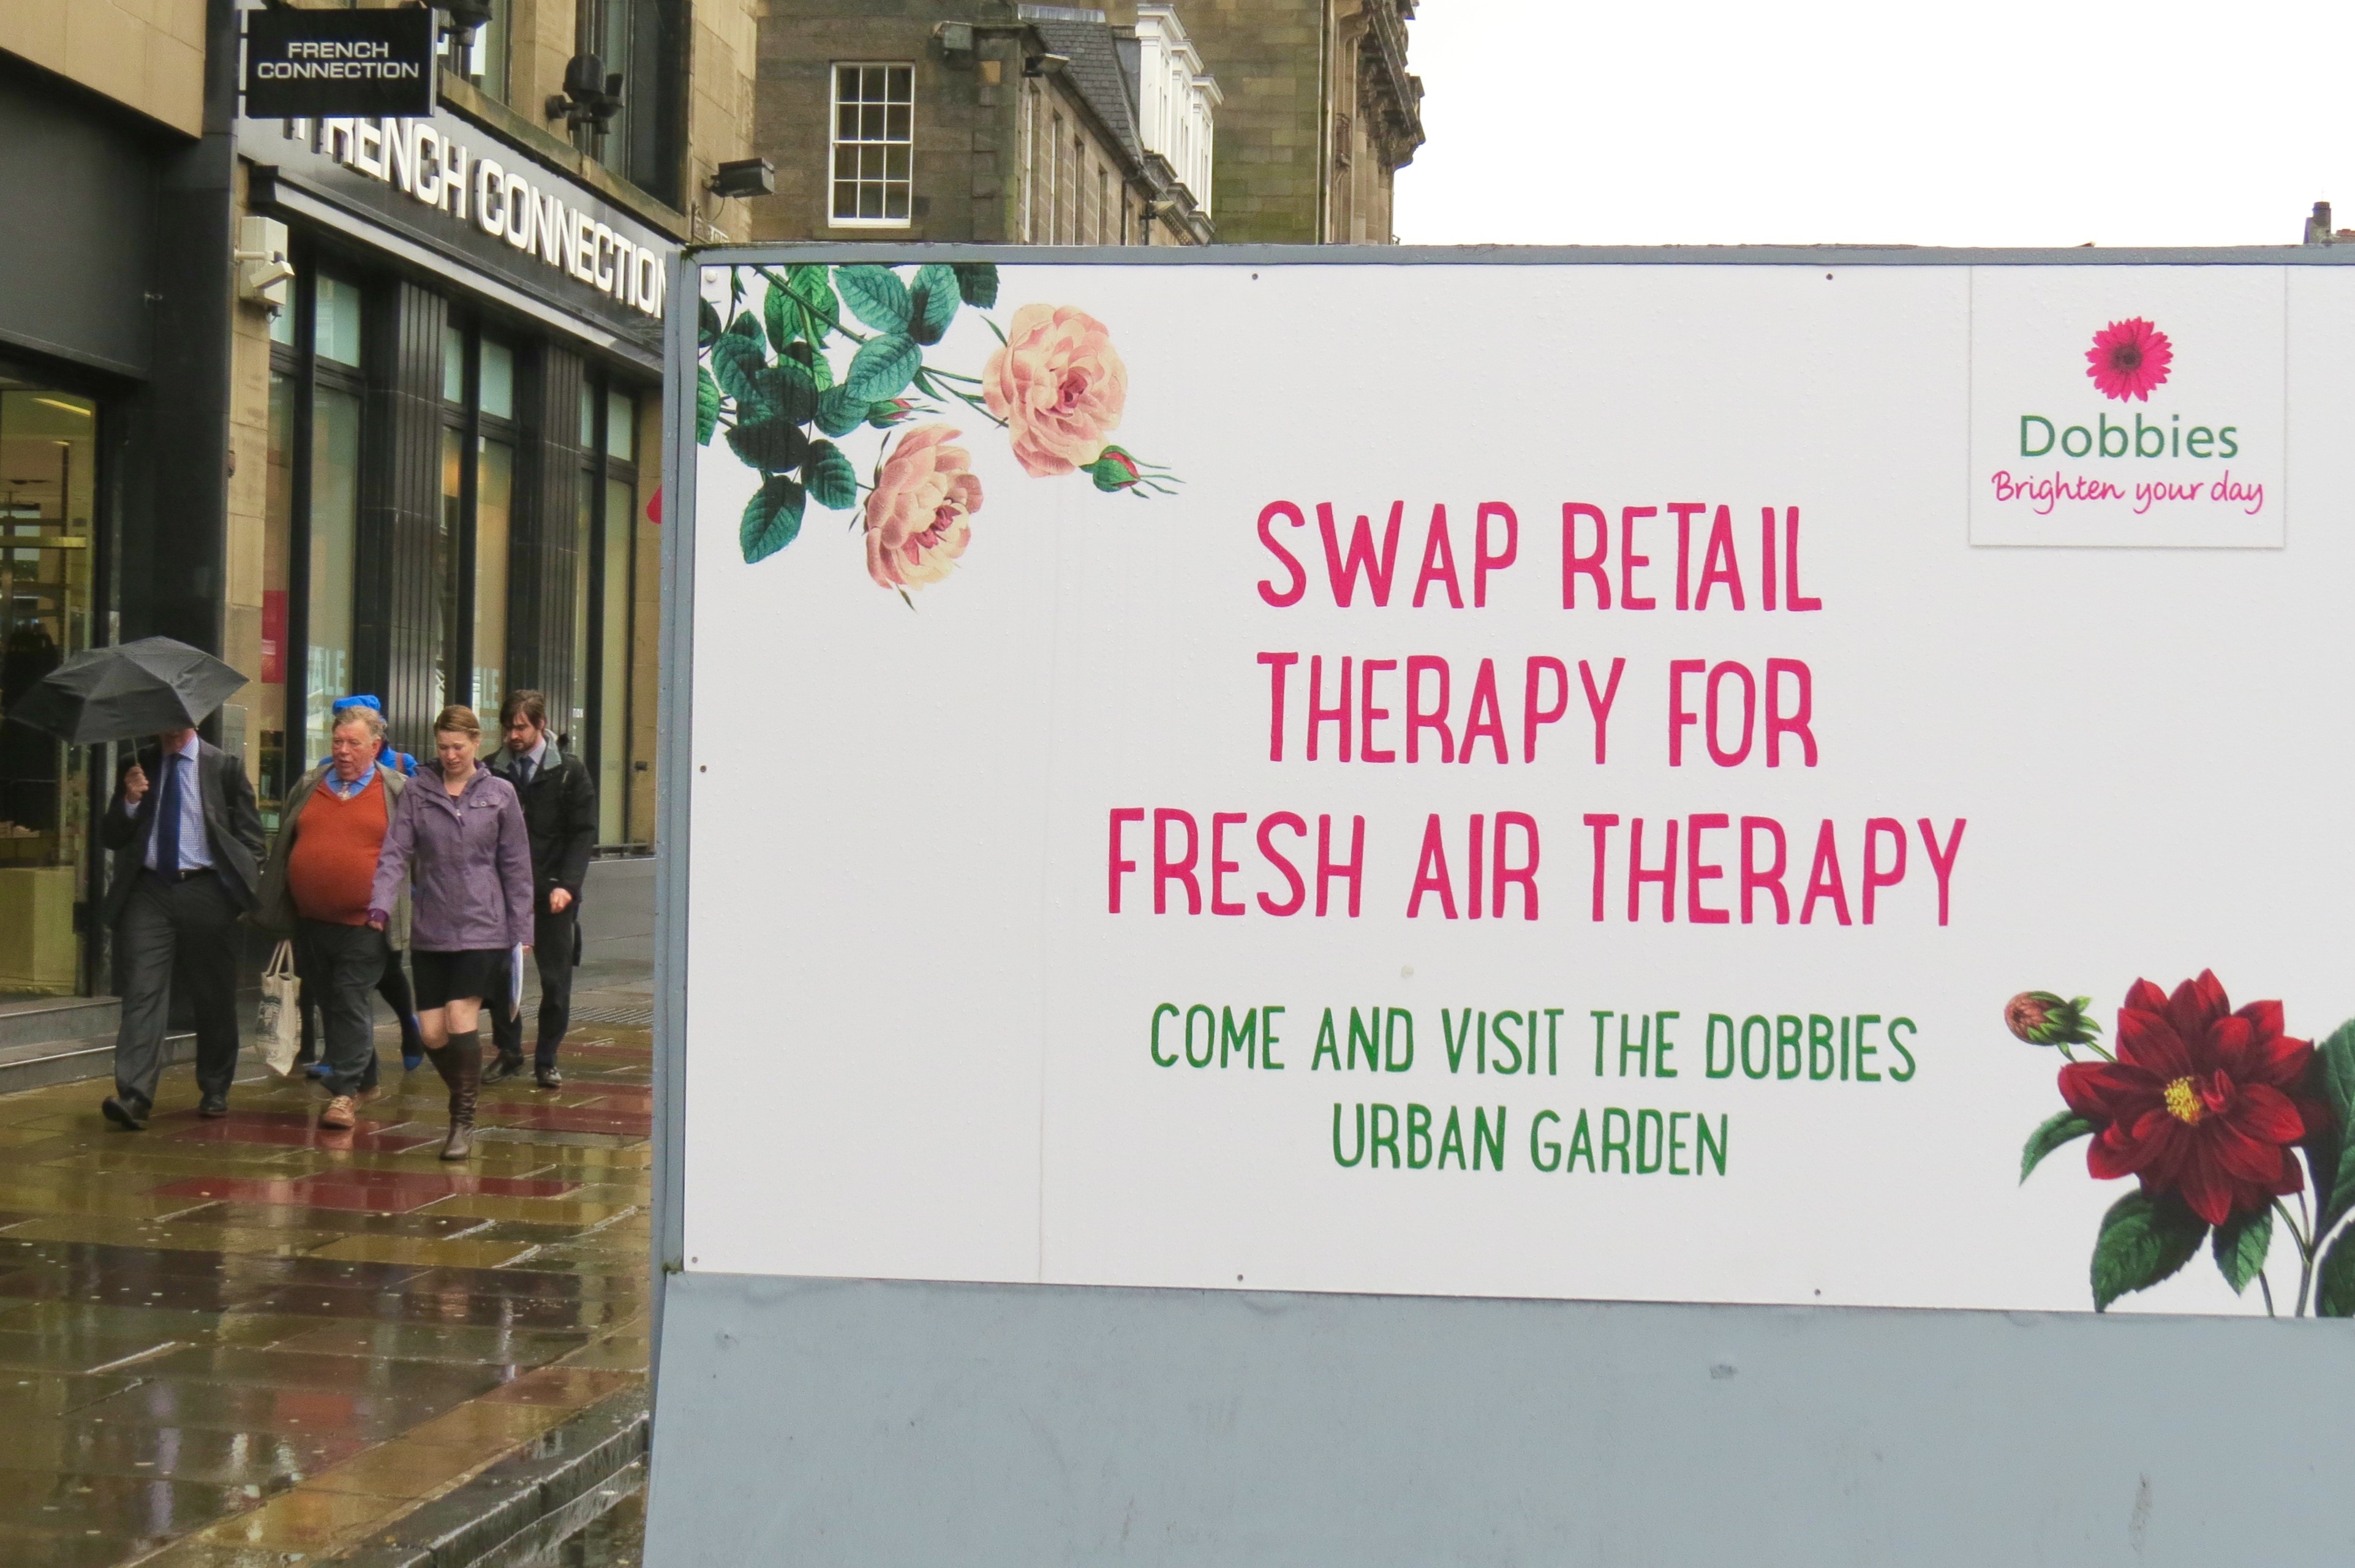 FRENCH
CONNECTION
FRENCH CONNECTION
Dobbies
Brighten your day
SWAP RETAIL
THERAPY FOR
FRESH AIR THERAPY
COME AND VISIT THE DOBBIES
URBAN GARDEN